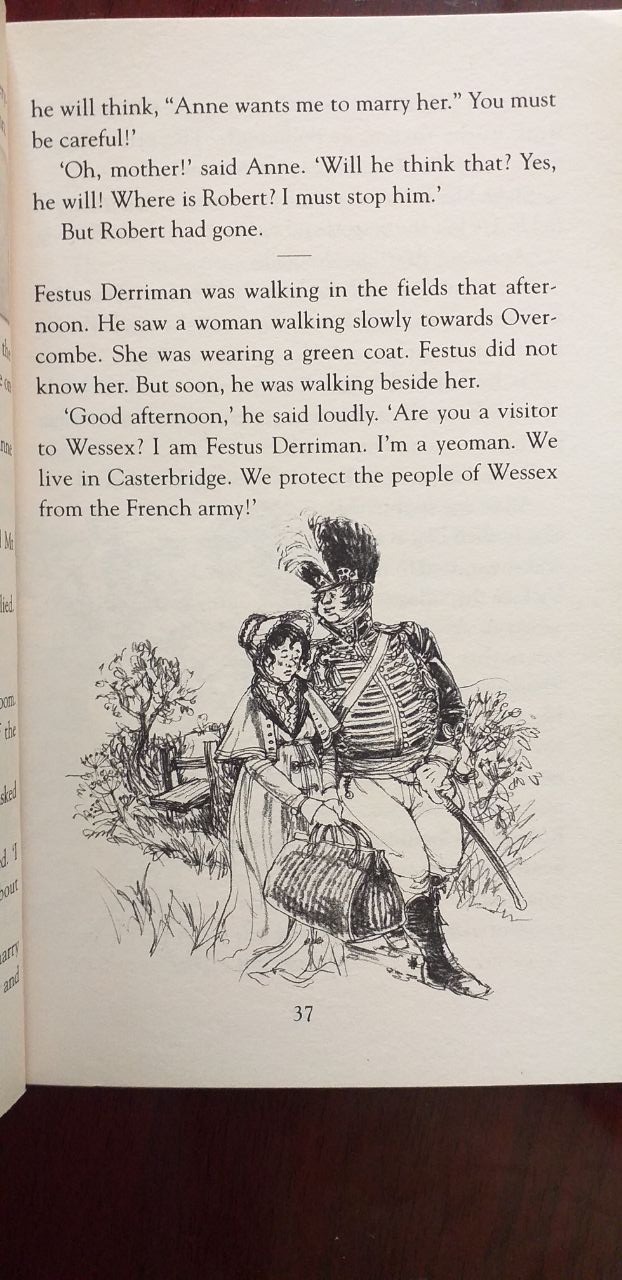 he will think, “Anne wants me to marry her.” You must
be careful!’
‘Oh, mother!’ said Anne. ‘Will he think that? Yes,
he will! Where is Robert? I must stop him.’
But Robert had gone.
Festus Derriman was walking in the fields that after-
noon. He saw a woman walking slowly towards Over-
combe. She was wearing a green coat. Festus did not
know her. But soon, he was walking beside her.
‘Good afternoon,’ he said loudly. ‘Are you a visitor
to Wessex? I am Festus Derriman. I’m a yeoman. We
live in Casterbridge. We protect the people of Wessex
from the French army!’
37